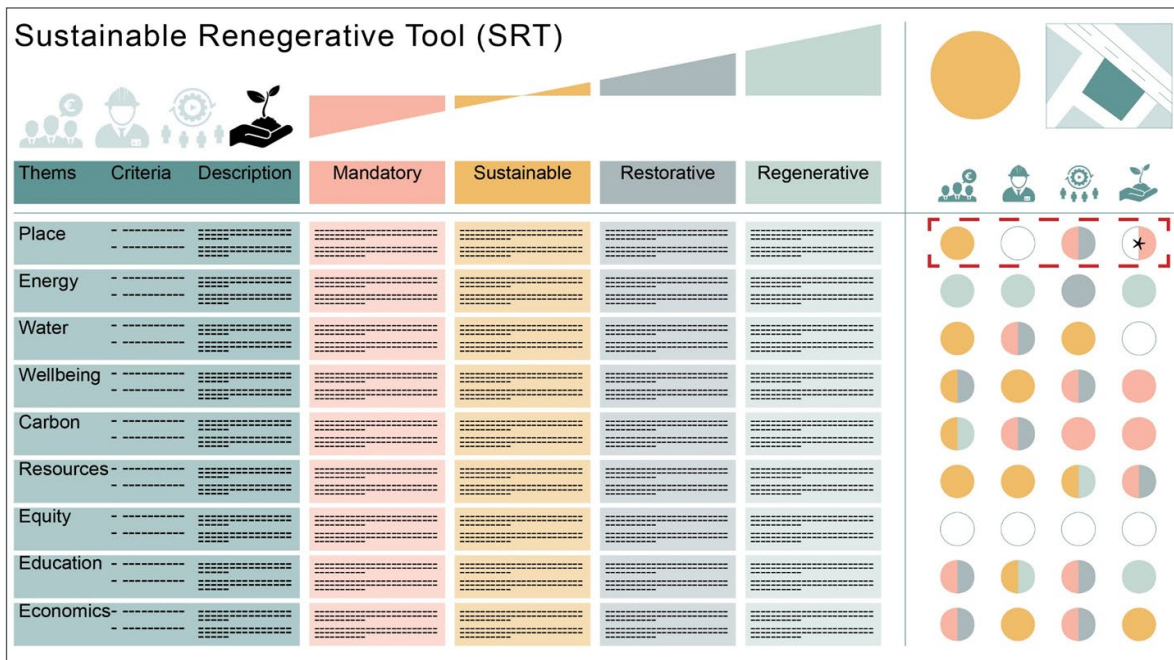 Sustainable Renegerative Tool (SRT)
€
€
Thems Criteria Description Mandatory Sustainable Restorative Regenerative
Place
Energy
Water
Wellbeing
Carbon
Resources
Equity
Education
Economics